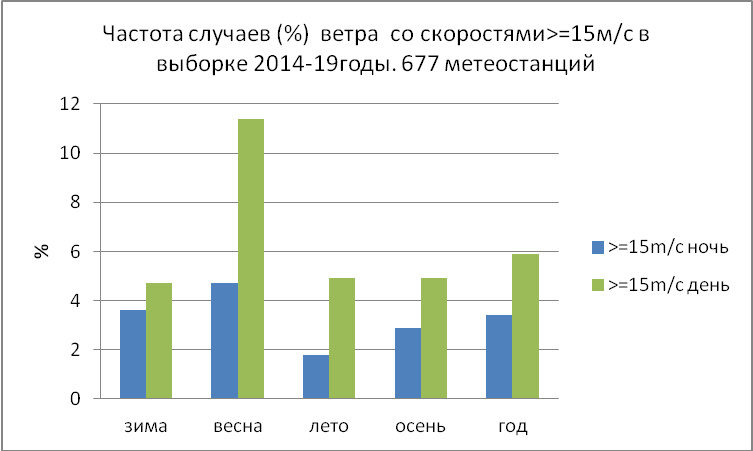 Частота случаев (%) ветра со скоростями>=15м/с в
выборке 2014-19годы. 677 метеостанций
12
10
8
6
4
2
0
%
зима весна лето осень год
>=15m/с ночь
>=15m/с день